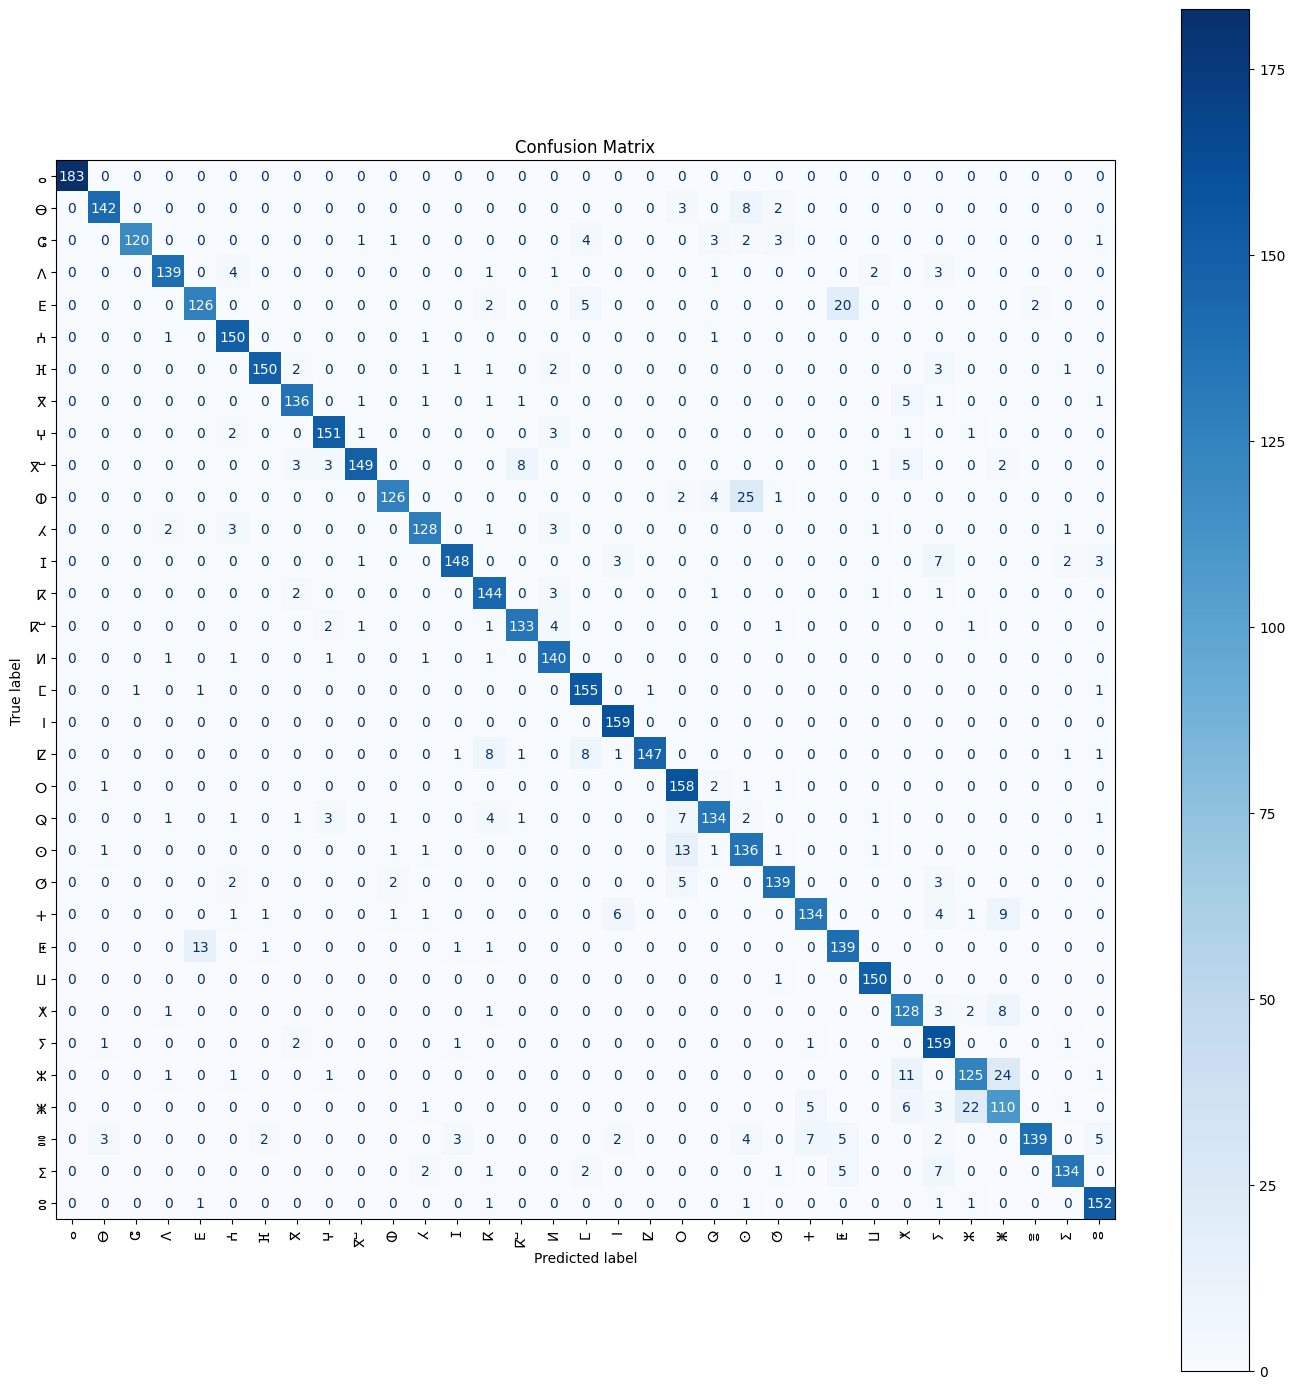 Confusion Matrix
ⴰ 183 0 0 0 0 0 0 0 0 0 0 0 0 0 0 0 0 0 0 0 0 0 0 0 0 0 0 0 0 0 0 0 0
ⴱ 0 142 0 0 0 0 0 0 0 0 0 0 0 0 0 0 0 0 0 3 0 8 2 0 0 0 0 0 0 0 0 0 0
ⵛ 0 0 120 0 0 0 0 0 0 1 1 0 0 0 0 0 4 0 0 0 3 2 3 0 0 0 0 0 0 0 0 0 1
ⴷ 0 0 0 139 0 4 0 0 0 0 0 0 0 1 0 1 0 0 0 0 1 0 0 0 0 2 0 3 0 0 0 0 0
ⴹ 0 0 0 0 126 0 0 0 0 0 0 0 0 2 0 0 5 0 0 0 0 0 0 0 20 0 0 0 0 0 2 0 0
ⵄ 0 0 0 1 0 150 0 0 0 0 0 1 0 0 0 0 0 0 0 0 1 0 0 0 0 0 0 0 0 0 0 0 0
ⴼ 0 0 0 0 0 0 150 2 0 0 0 1 1 1 0 2 0 0 0 0 0 0 0 0 0 0 0 3 0 0 0 1 0
ⴳ 0 0 0 0 0 0 0 136 0 1 0 1 0 1 1 0 0 0 0 0 0 0 0 0 0 0 5 1 0 0 0 0 1
ⵖ 0 0 0 0 0 2 0 0 151 1 0 0 0 0 0 3 0 0 0 0 0 0 0 0 0 0 1 0 1 0 0 0 0
ⴳⵯ 0 0 0 0 0 0 0 3 3 149 0 0 0 0 8 0 0 0 0 0 0 0 0 0 0 1 5 0 0 2 0 0 0
ⵀ 0 0 0 0 0 0 0 0 0 0 126 0 0 0 0 0 0 0 0 2 4 25 1 0 0 0 0 0 0 0 0 0 0
ⵃ 0 0 0 2 0 3 0 0 0 0 0 128 0 1 0 3 0 0 0 0 0 0 0 0 0 1 0 0 0 0 0 1 0
ⵊ 0 0 0 0 0 0 0 0 0 1 0 0 148 0 0 0 0 3 0 0 0 0 0 0 0 0 0 7 0 0 0 2 3
ⴽ 0 0 0 0 0 0 0 2 0 0 0 0 0 144 0 3 0 0 0 0 1 0 0 0 0 1 0 1 0 0 0 0 0
ⴽⵯ 0 0 0 0 0 0 0 0 2 1 0 0 0 1 133 4 0 0 0 0 0 0 1 0 0 0 0 0 1 0 0 0 0
ⵍ 0 0 0 1 0 1 0 0 1 0 0 1 0 1 0 140 0 0 0 0 0 0 0 0 0 0 0 0 0 0 0 0 0
ⵎ 0 0 1 0 1 0 0 0 0 0 0 0 0 0 0 0 155 0 1 0 0 0 0 0 0 0 0 0 0 0 0 0 1
ⵏ 0 0 0 0 0 0 0 0 0 0 0 0 0 0 0 0 0 159 0 0 0 0 0 0 0 0 0 0 0 0 0 0 0
ⵇ 0 0 0 0 0 0 0 0 0 0 0 0 1 8 1 0 8 1 147 0 0 0 0 0 0 0 0 0 0 0 0 1 1
ⵔ 0 1 0 0 0 0 0 0 0 0 0 0 0 0 0 0 0 0 0 158 2 1 1 0 0 0 0 0 0 0 0 0 0
ⵕ 0 0 0 1 0 1 0 1 3 0 1 0 0 4 1 0 0 0 0 7 134 2 0 0 0 1 0 0 0 0 0 0 1
ⵙ 0 1 0 0 0 0 0 0 0 0 1 1 0 0 0 0 0 0 0 13 1 136 1 0 0 1 0 0 0 0 0 0 0
ⵚ 0 0 0 0 0 2 0 0 0 0 2 0 0 0 0 0 0 0 0 5 0 0 139 0 0 0 0 3 0 0 0 0 0
ⵜ 0 0 0 0 0 1 1 0 0 0 1 1 0 0 0 0 0 6 0 0 0 0 0 134 0 0 0 4 1 9 0 0 0
ⵟ 0 0 0 0 13 0 1 0 0 0 0 0 1 1 0 0 0 0 0 0 0 0 0 0 139 0 0 0 0 0 0 0 0
ⵡ 0 0 0 0 0 0 0 0 0 0 0 0 0 0 0 0 0 0 0 0 0 0 1 0 0 150 0 0 0 0 0 0 0
ⵅ 0 0 0 1 0 0 0 0 0 0 0 0 0 1 0 0 0 0 0 0 0 0 0 0 0 0 128 3 2 8 0 0 0
ⵢ 0 1 0 0 0 0 0 2 0 0 0 0 1 0 0 0 0 0 0 0 0 0 0 1 0 0 0 159 0 0 0 1 0
ⵣ 0 0 0 1 0 1 0 0 1 0 0 0 0 0 0 0 0 0 0 0 0 0 0 0 0 0 11 0 125 24 0 0 1
ⵥ 0 0 0 0 0 0 0 0 0 0 0 1 0 0 0 0 0 0 0 0 0 0 0 5 0 0 6 3 22 110 0 1 0
ⴻ 0 3 0 0 0 0 2 0 0 0 0 0 3 0 0 0 0 2 0 0 0 4 0 7 5 0 0 2 0 0 139 0 5
ⵉ 0 0 0 0 0 0 0 0 0 0 0 2 0 1 0 0 2 0 0 0 0 0 1 0 5 0 0 7 0 0 0 134 0
ⵓ 0 0 0 0 1 0 0 0 0 0 0 0 0 1 0 0 0 0 0 0 0 1 0 0 0 0 0 1 1 0 0 0 152
ⴰ ⴱ ⵛ ⴷ ⴹ ⵄ ⴼ ⴳ ⵖ ⴳⵯ ⵀ ⵃ ⵊ ⴽ ⴽⵯ ⵍ ⵎ ⵏ ⵇ ⵔ ⵕ ⵙ ⵚ ⵜ ⵟ ⵡ ⵅ ⵢ ⵣ ⵥ ⴻ ⵉ ⵓ
Predicted label
True label
175
150
125
100
75
50
25
0